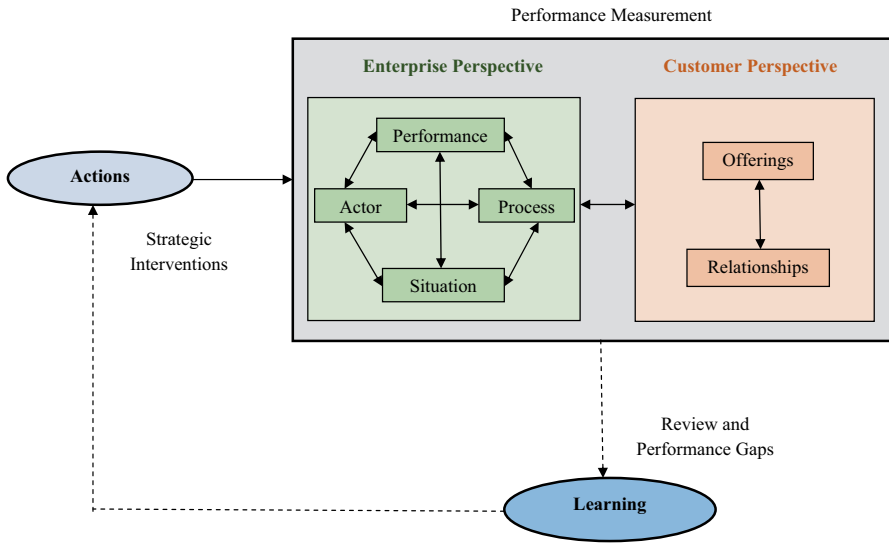 Performance Measurement
Enterprise Perspective
Customer Perspective
Performance
Offerings
Actions
Actor
Process
Strategic
Interventions
Relationships
Situation
Review and
Performance Gaps
Learning